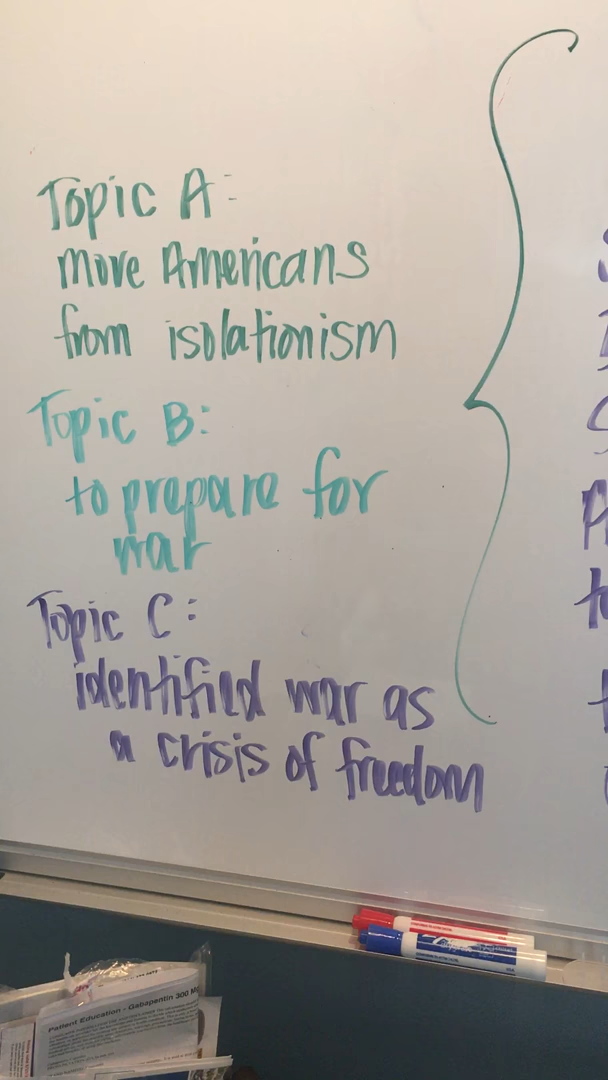 Topic A:
move Americans
from isolationism
Topic B:
to prepare for
war
Topic C:
identified war as
a crisis of freedom
Patient Education - Gabapentin 300 M